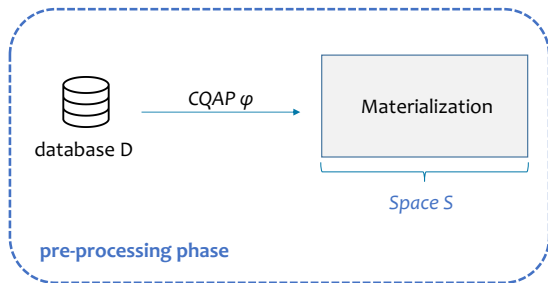 CQAP φ
Materialization
database D
Space S
pre-processing phase